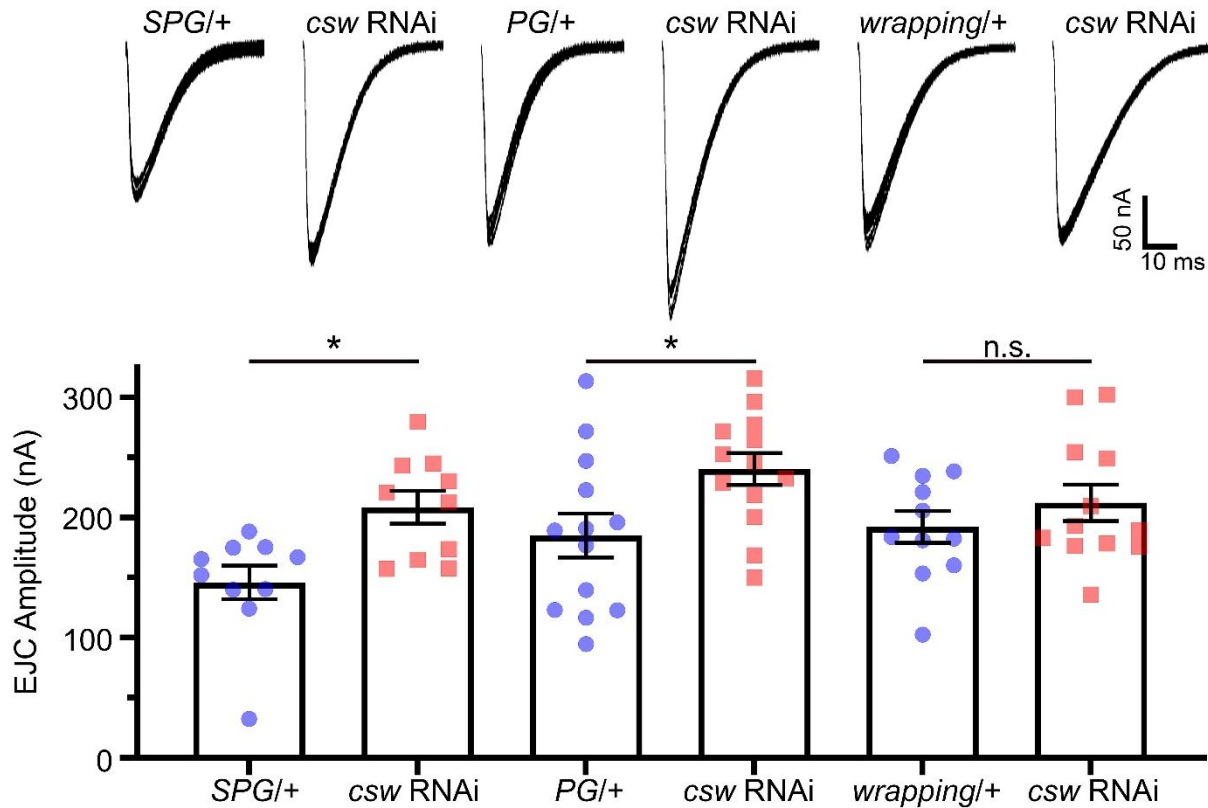 SPG/+ csw RNAi PG/+ csw RNAi wrapping/+ csw RNAi
50 nA
10 ms
* * n.s.
EJC Amplitude (nA)
300
200
100
0
SPG/+ csw RNAi PG/+ csw RNAi wrapping/+ csw RNAi